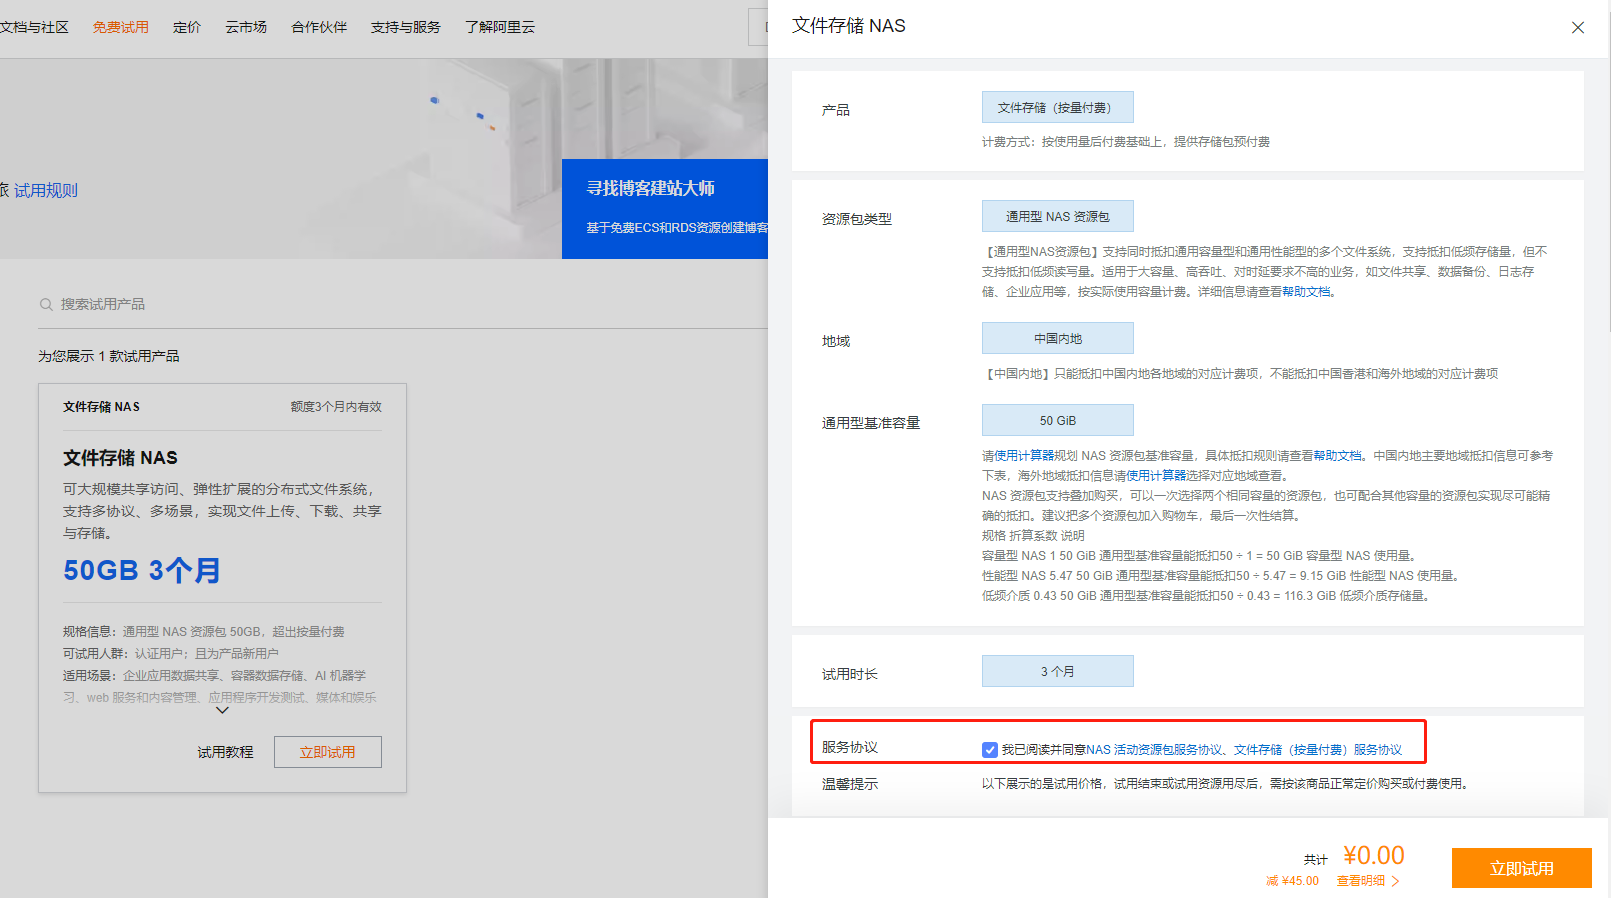 文档与社区 免费试用 定价 云市场 合作伙伴 支持与服务 了解阿里云
试用规则
寻找博客建站大师
基于免费ECS和RDS资源创建博客
搜索试用产品
为您展示 1 款试用产品
文件存储 NAS 额度3个月内有效
文件存储 NAS
可大规模共享访问、弹性扩展的分布式文件系统，
支持多协议、多场景，实现文件上传、下载、共享
与存储。
50GB 3个月
规格信息：通用型 NAS 资源包 50GB，超出按量付费
可试用人群：认证用户；且为产品新用户
适用场景：企业应用数据共享、容器数据存储、AI 机器学
习、web 服务和内容管理、应用程序开发测试、媒体和娱乐
试用教程 立即试用
文件存储 NAS
产品 文件存储（按量付费）
计费方式：按使用量后付费基础上，提供存储包预付费
资源包类型 通用型 NAS 资源包
【通用型NAS资源包】支持同时抵扣通用容量型和通用性能型的多个文件系统，支持抵扣低频存储量，但不
支持抵扣低频读写量。适用于大容量、高吞吐、对时延要求不高的业务，如文件共享、数据备份、日志存
储、企业应用等，按实际使用容量计费。详细信息请查看帮助文档。
地域 中国内地
【中国内地】只能抵扣中国内地各地域的对应计费项，不能抵扣中国香港和海外地域的对应计费项
通用型基准容量 50 GiB
请使用计算器规划 NAS 资源包基准容量，具体抵扣规则请查看帮助文档。中国内地主要地域抵扣信息可参考
下表，海外地域抵扣信息请使用计算器选择对应地域查看。
NAS 资源包支持叠加购买，可以一次选择两个相同容量的资源包，也可配合其他容量的资源包实现尽可能精
确的抵扣。建议把多个资源包加入购物车，最后一次性结算。
规格 折算系数 说明
容量型 NAS 1 50 GiB 通用型基准容量能抵扣50 ÷ 1 = 50 GiB 容量型 NAS 使用量。
性能型 NAS 5.47 50 GiB 通用型基准容量能抵扣50 ÷ 5.47 = 9.15 GiB 性能型 NAS 使用量。
低频介质 0.43 50 GiB 通用型基准容量能抵扣50 ÷ 0.43 = 116.3 GiB 低频介质存储量。
试用时长 3 个月
服务协议 我已阅读并同意NAS 活动资源包服务协议、文件存储（按量付费）服务协议
温馨提示 以下展示的是试用价格，试用结束或试用资源用尽后，需按该商品正常定价购买或付费使用。
共计 ¥0.00
减 ¥45.00 查看明细
立即试用